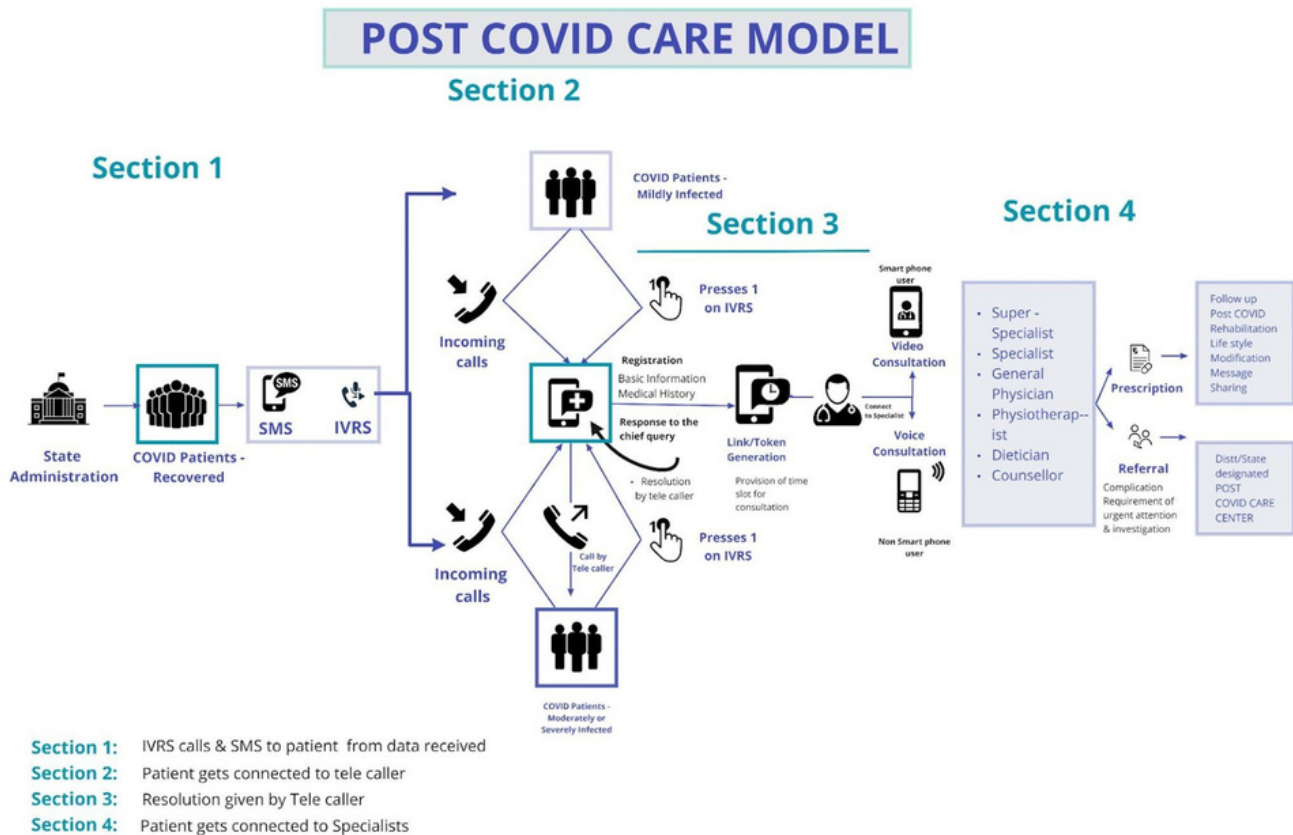 POST COVID CARE MODEL
Section 2
Section 1
COVID Patients -
Mildly Infected
Section 3
Section 4
Incoming
calls
1
Presses 1
on IVRS
Smart phone
user
Video
Consultation
State
Administration
COVID Patients -
Recovered
SMS
SMS
IVRS
Registration
Basic Information
Medical History
Response to the
chief query
• Resolution
by tele caller
Link/Token
Generation
Provision of time
slot for
consultation
Connect
to Specialist
Voice
Consultation
Non Smart phone
user
• Super -
Specialist
• Specialist
• General
Physician
• Physiotherap--
ist
• Dietician
• Counsellor
Prescription
Follow up
Post COVID
Rehabilitation
Life style
Modification
Message
Sharing
Referral
Complication
Requirement of
urgent attention
& investigation
Distt/State
designated
POST
COVID CARE
CENTER
Incoming
calls
Call by
Tele caller
1
Presses 1
on IVRS
COVID Patients -
Moderately or
Severely Infected
Section 1: IVRS calls & SMS to patient from data received
Section 2: Patient gets connected to tele caller
Section 3: Resolution given by Tele caller
Section 4: Patient gets connected to Specialists